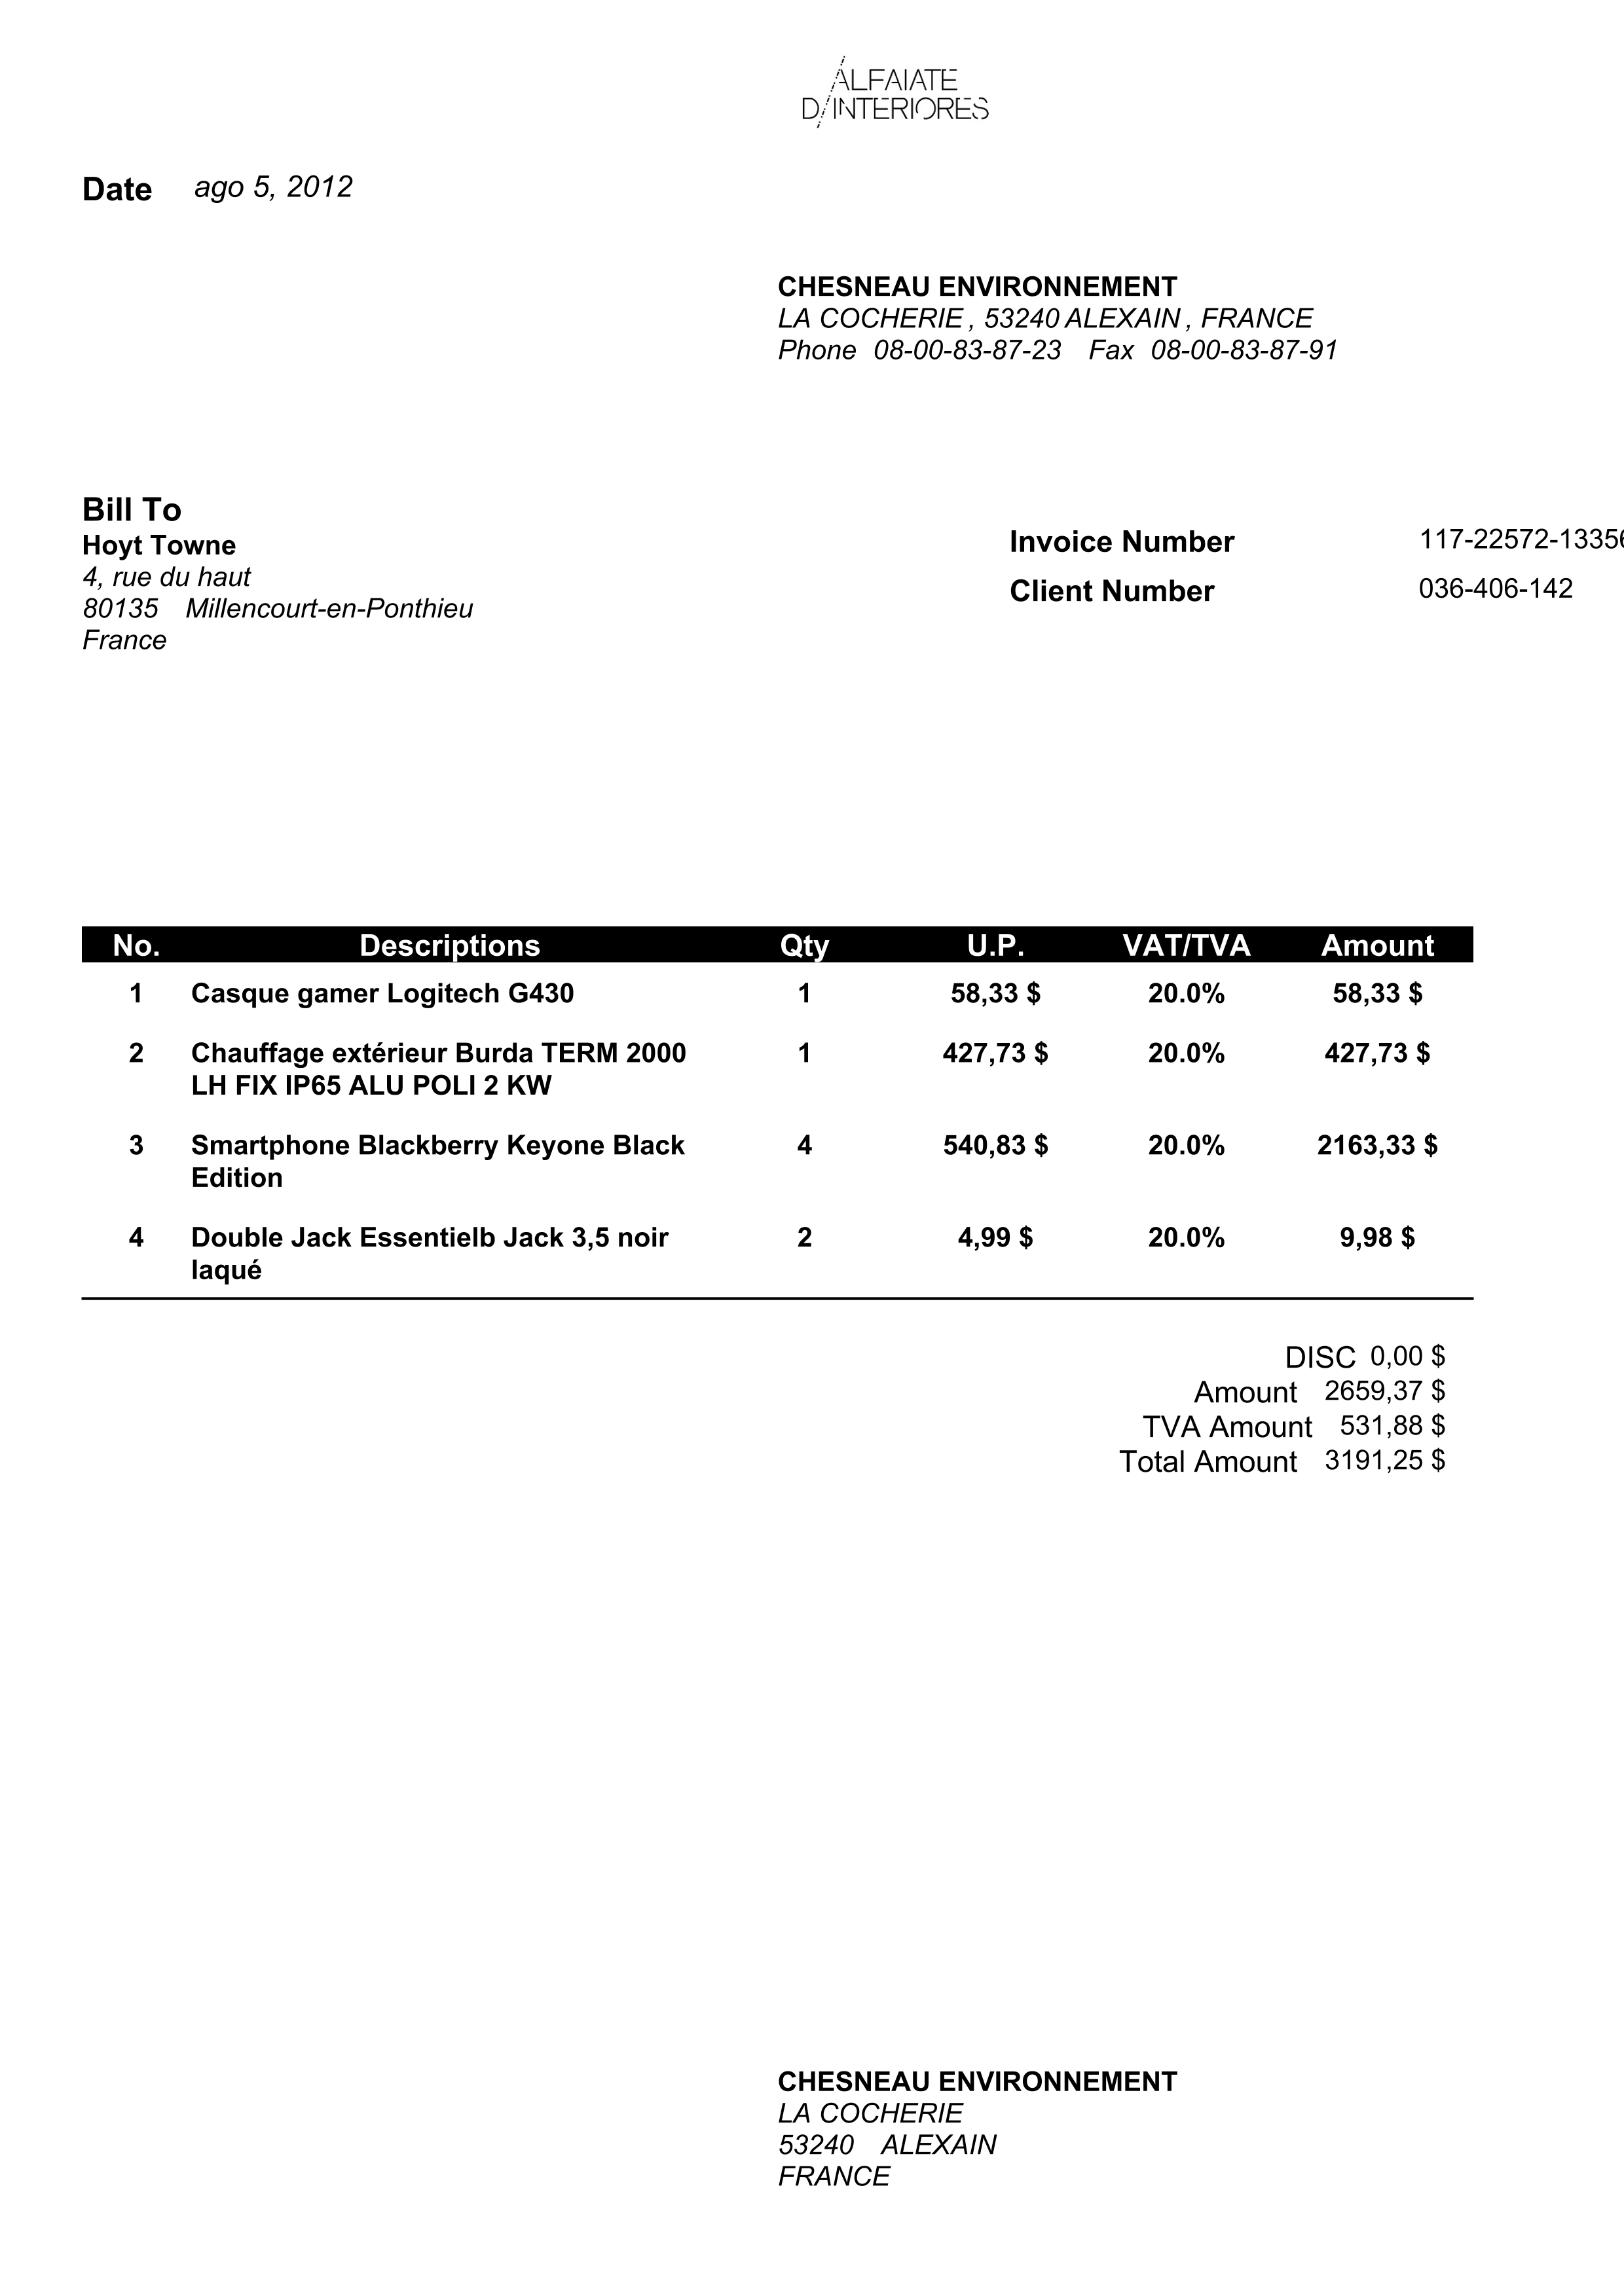 ALFAIATE
D/INTERIORES
Date ago 5, 2012
CHESNEAU ENVIRONNEMENT
LA COCHERIE , 53240 ALEXAIN , FRANCE
Phone 08-00-83-87-23 Fax 08-00-83-87-91
Bill To
Hoyt Towne
4, rue du haut
80135 Millencourt-en-Ponthieu
France
Invoice Number 117-22572-13356
Client Number 036-406-142
No. Descriptions Qty U.P. VAT/TVA Amount
1 Casque gamer Logitech G430 1 58,33 $ 20.0% 58,33 $
2 Chauffage extérieur Burda TERM 2000 1 427,73 $ 20.0% 427,73 $
LH FIX IP65 ALU POLI 2 KW
3 Smartphone Blackberry Keyone Black 4 540,83 $ 20.0% 2163,33 $
Edition
4 Double Jack Essentielb Jack 3,5 noir 2 4,99 $ 20.0% 9,98 $
laqué
DISC 0,00 $
Amount 2659,37 $
TVA Amount 531,88 $
Total Amount 3191,25 $
CHESNEAU ENVIRONNEMENT
LA COCHERIE
53240 ALEXAIN
FRANCE